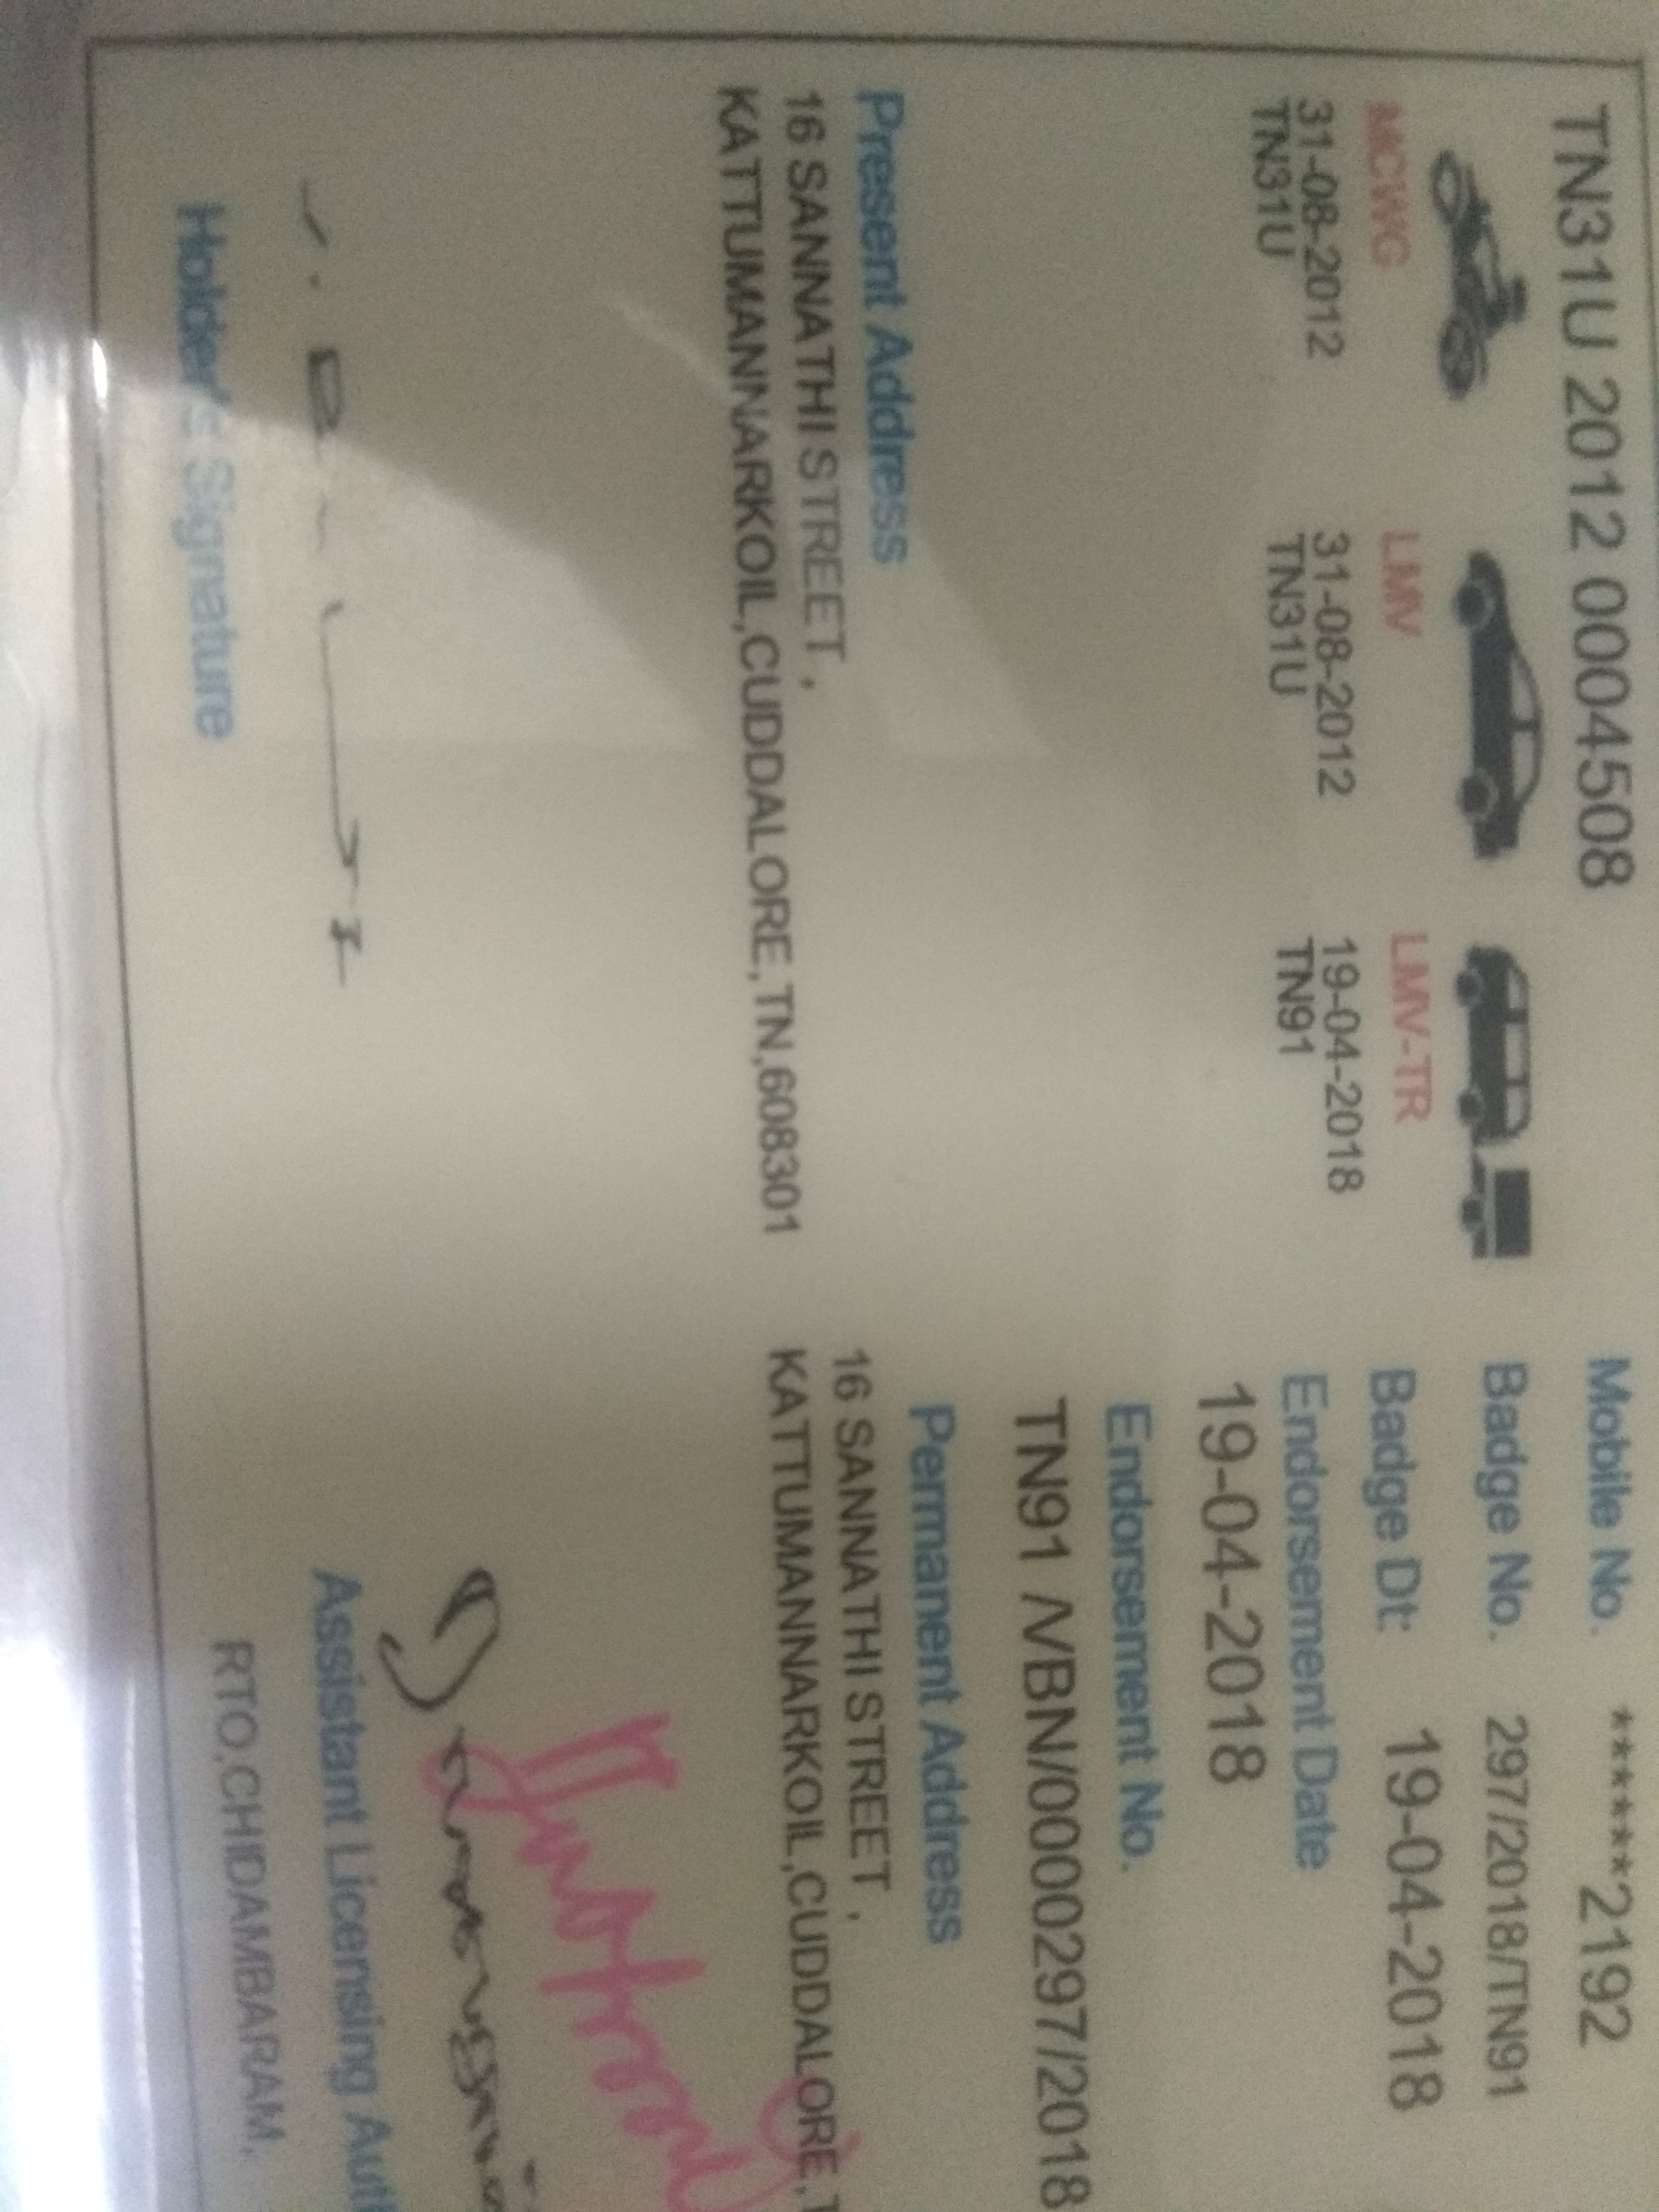 TN31U 2012 0004508
Mobile No. *******2192
MCWG
LMV
LMV-TR
31-08-2012
31-08-2012
19-04-2018
TN31U
TN31U
TN91
Badge No. 297/2018/TN91
Badge Dt: 19-04-2018
Endorsement Date
19-04-2018
Endorsement No.
TN91 /VBN/0000297/2018
Present Address
16 SANNATHI STREET ,
KATTUMANNARKOIL,CUDDALORE,TN,608301
Permanent Address
16 SANNATHI STREET ,
KATTUMANNARKOIL,CUDDALORE,T
Holder's Signature
Assistant Licensing Auth
RTO,CHIDAMBARAM.